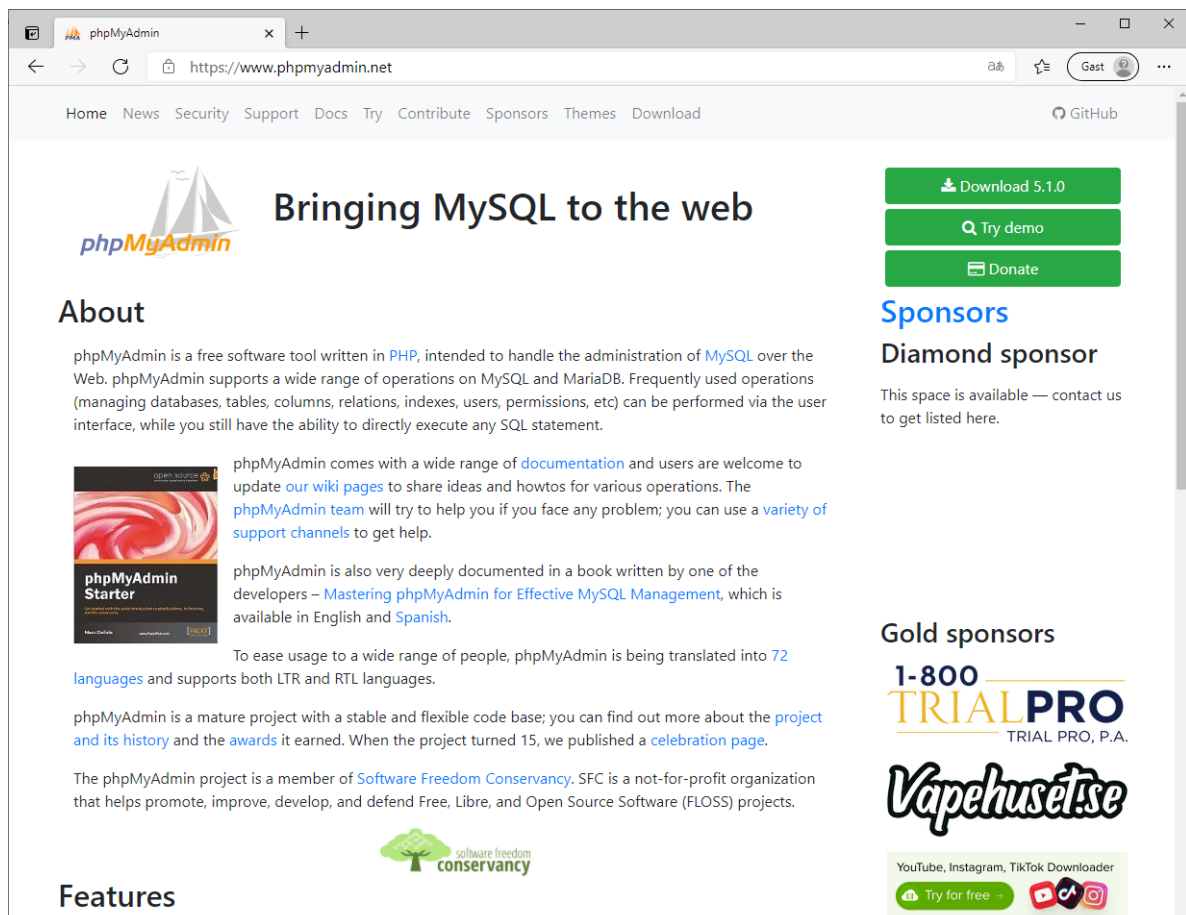 phpMyAdmin
https://www.phpmyadmin.net
Gast
Home News Security Support Docs Try Contribute Sponsors Themes Download
GitHub
phpMyAdmin
Bringing MySQL to the web
Download 5.1.0
Try demo
Donate
About
phpMyAdmin is a free software tool written in PHP, intended to handle the administration of MySQL over the
Web. phpMyAdmin supports a wide range of operations on MySQL and MariaDB. Frequently used operations
(managing databases, tables, columns, relations, indexes, users, permissions, etc) can be performed via the user
interface, while you still have the ability to directly execute any SQL statement.
open source
phpMyAdmin
Starter
Marc Delisle
[PACKT]
phpMyAdmin comes with a wide range of documentation and users are welcome to
update our wiki pages to share ideas and howtos for various operations. The
phpMyAdmin team will try to help you if you face any problem; you can use a variety of
support channels to get help.
phpMyAdmin is also very deeply documented in a book written by one of the
developers – Mastering phpMyAdmin for Effective MySQL Management, which is
available in English and Spanish.
To ease usage to a wide range of people, phpMyAdmin is being translated into 72
languages and supports both LTR and RTL languages.
phpMyAdmin is a mature project with a stable and flexible code base; you can find out more about the project
and its history and the awards it earned. When the project turned 15, we published a celebration page.
The phpMyAdmin project is a member of Software Freedom Conservancy. SFC is a not-for-profit organization
that helps promote, improve, develop, and defend Free, Libre, and Open Source Software (FLOSS) projects.
software freedom
conservancy
Features
Sponsors
Diamond sponsor
This space is available — contact us
to get listed here.
Gold sponsors
1-800
TRIALPRO
TRIAL PRO, P.A.
Vapehuset.se
YouTube, Instagram, TikTok Downloader
Try for free →